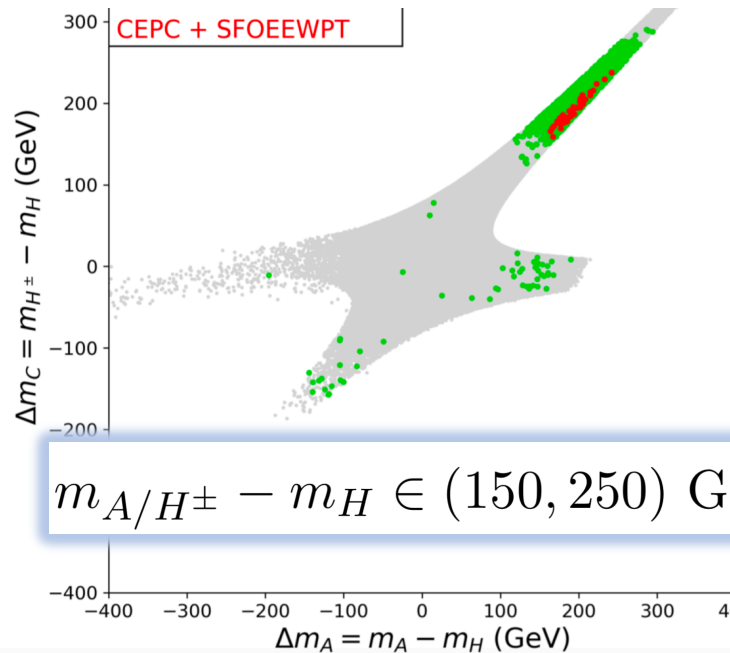 CEPC + SFOEEWPT
300
200
100
0
−100
−200
−400
Δm_C = m_{H^±} − m_H (GeV)
m_{A/H^±} − m_H ∈ (150, 250) G
−400 −300 −200 −100 0 100 200 300 4
Δm_A = m_A − m_H (GeV)